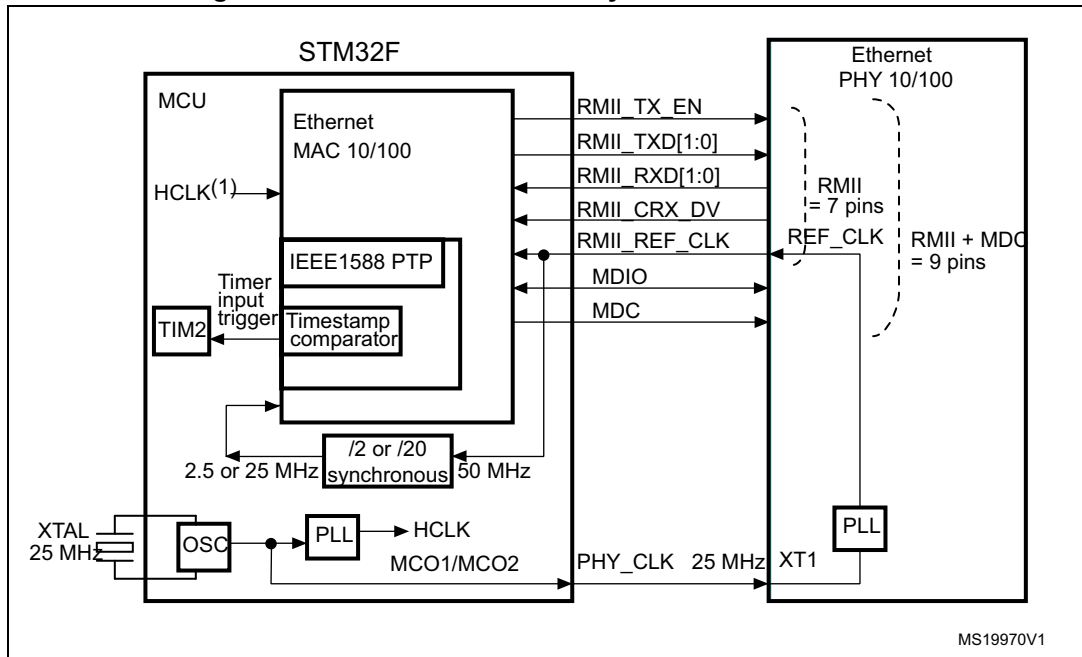 STM32F
MCU
Ethernet
MAC 10/100
HCLK(1)
IEEE1588 PTP
Timer
input
trigger
TIM2
Timestamp
comparator
/2 or /20
synchronous
2.5 or 25 MHz
50 MHz
XTAL
25 MHz
OSC
PLL
HCLK
MCO1/MCO2
RMII_TX_EN
RMII_TXD[1:0]
RMII_RXD[1:0]
RMII_CRX_DV
RMII_REF_CLK
MDIO
MDC
PHY_CLK 25 MHz
Ethernet
PHY 10/100
RMII
= 7 pins
REF_CLK
RMII + MDC
= 9 pins
PLL
XT1
MS19970V1